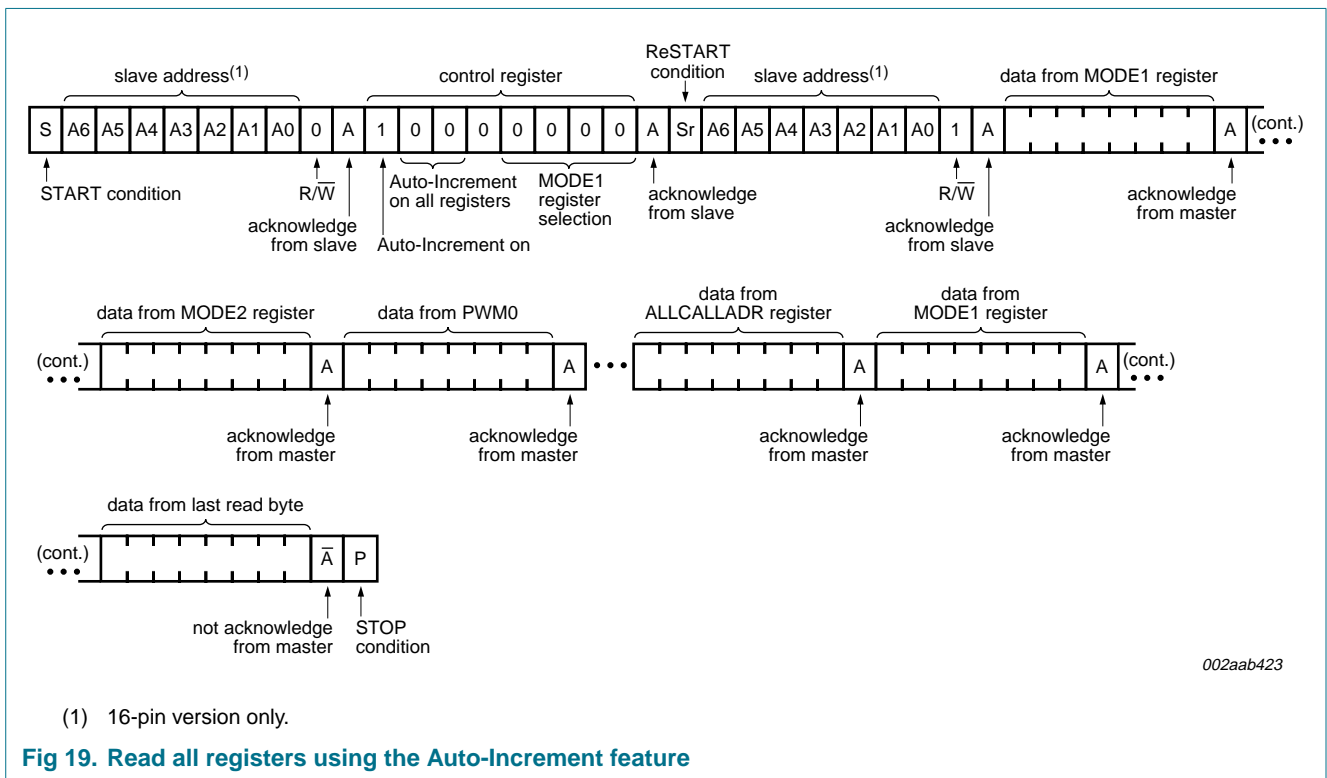 ReSTART
condition
slave address(1)
control register
slave address(1)
data from MODE1 register
S A6 A5 A4 A3 A2 A1 A0 0 A 1 0 0 0 0 0 0 0 A Sr A6 A5 A4 A3 A2 A1 A0 1 A A (cont.)
START condition
R/W̅
acknowledge
from slave
Auto-Increment
on all registers
Auto-Increment on
MODE1
register
selection
acknowledge
from slave
R/W̅
acknowledge
from slave
acknowledge
from master
data from MODE2 register
data from PWM0
data from
ALLCALLADR register
data from
MODE1 register
(cont.) A A A A (cont.)
acknowledge
from master
acknowledge
from master
acknowledge
from master
acknowledge
from master
data from last read byte
(cont.) A̅ P
not acknowledge
from master
STOP
condition
002aab423
(1) 16-pin version only.
Fig 19. Read all registers using the Auto-Increment feature